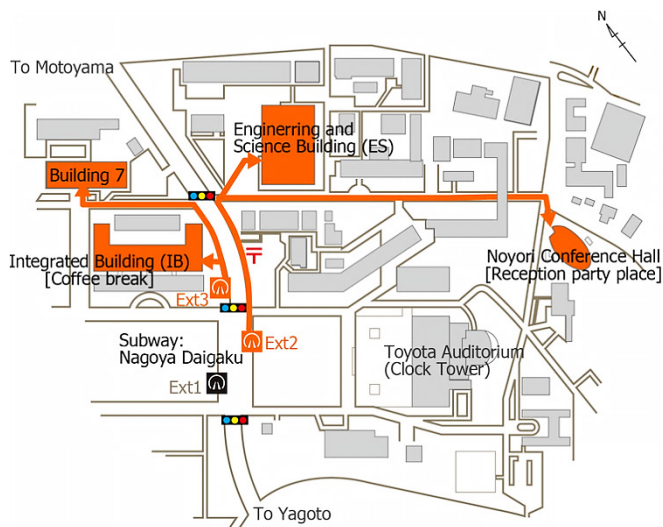 N
To Motoyama
Enginerring and
Science Building (ES)
Building 7
Integrated Building (IB)
[Coffee break]
Noyori Conference Hall
[Reception party place]
〒
Ext3
Subway:
Nagoya Daigaku
Ext2
Toyota Auditorium
(Clock Tower)
Ext1
To Yagoto